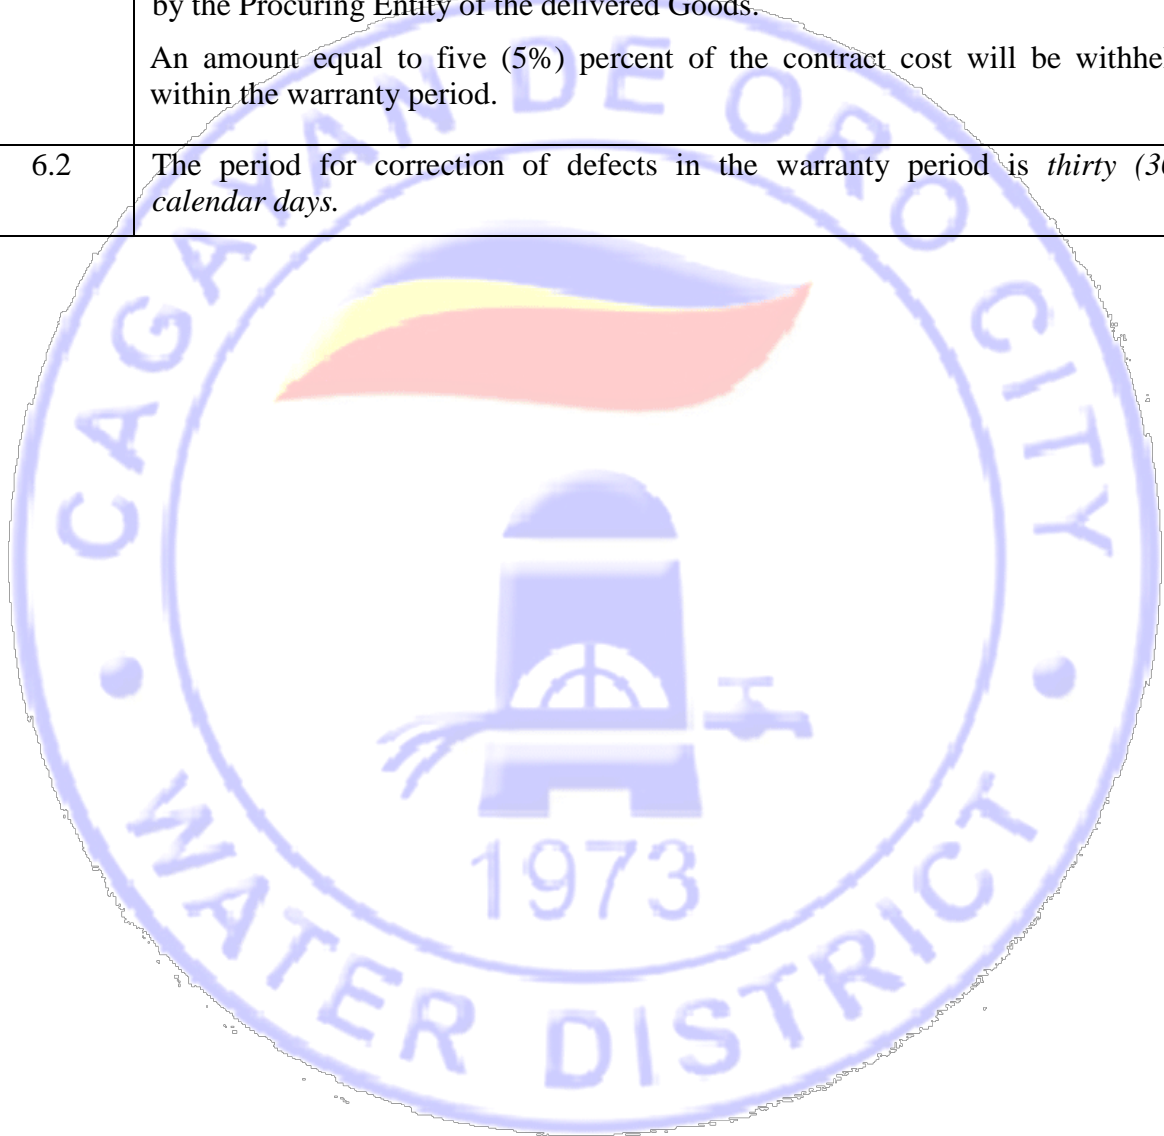 by the Procuring Entity of the delivered Goods.
An amount equal to five (5%) percent of the contract cost will be
within the warranty period.
6.2
The period for correction of defects in the warranty period is thirty
calendar days.
CAGAYAN DE ORO CITY
1973
WATER DISTRICT